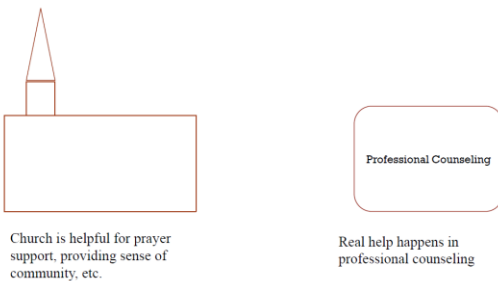 Professional Counseling
Church is helpful for prayer
support, providing sense of
community, etc.
Real help happens in
professional counseling